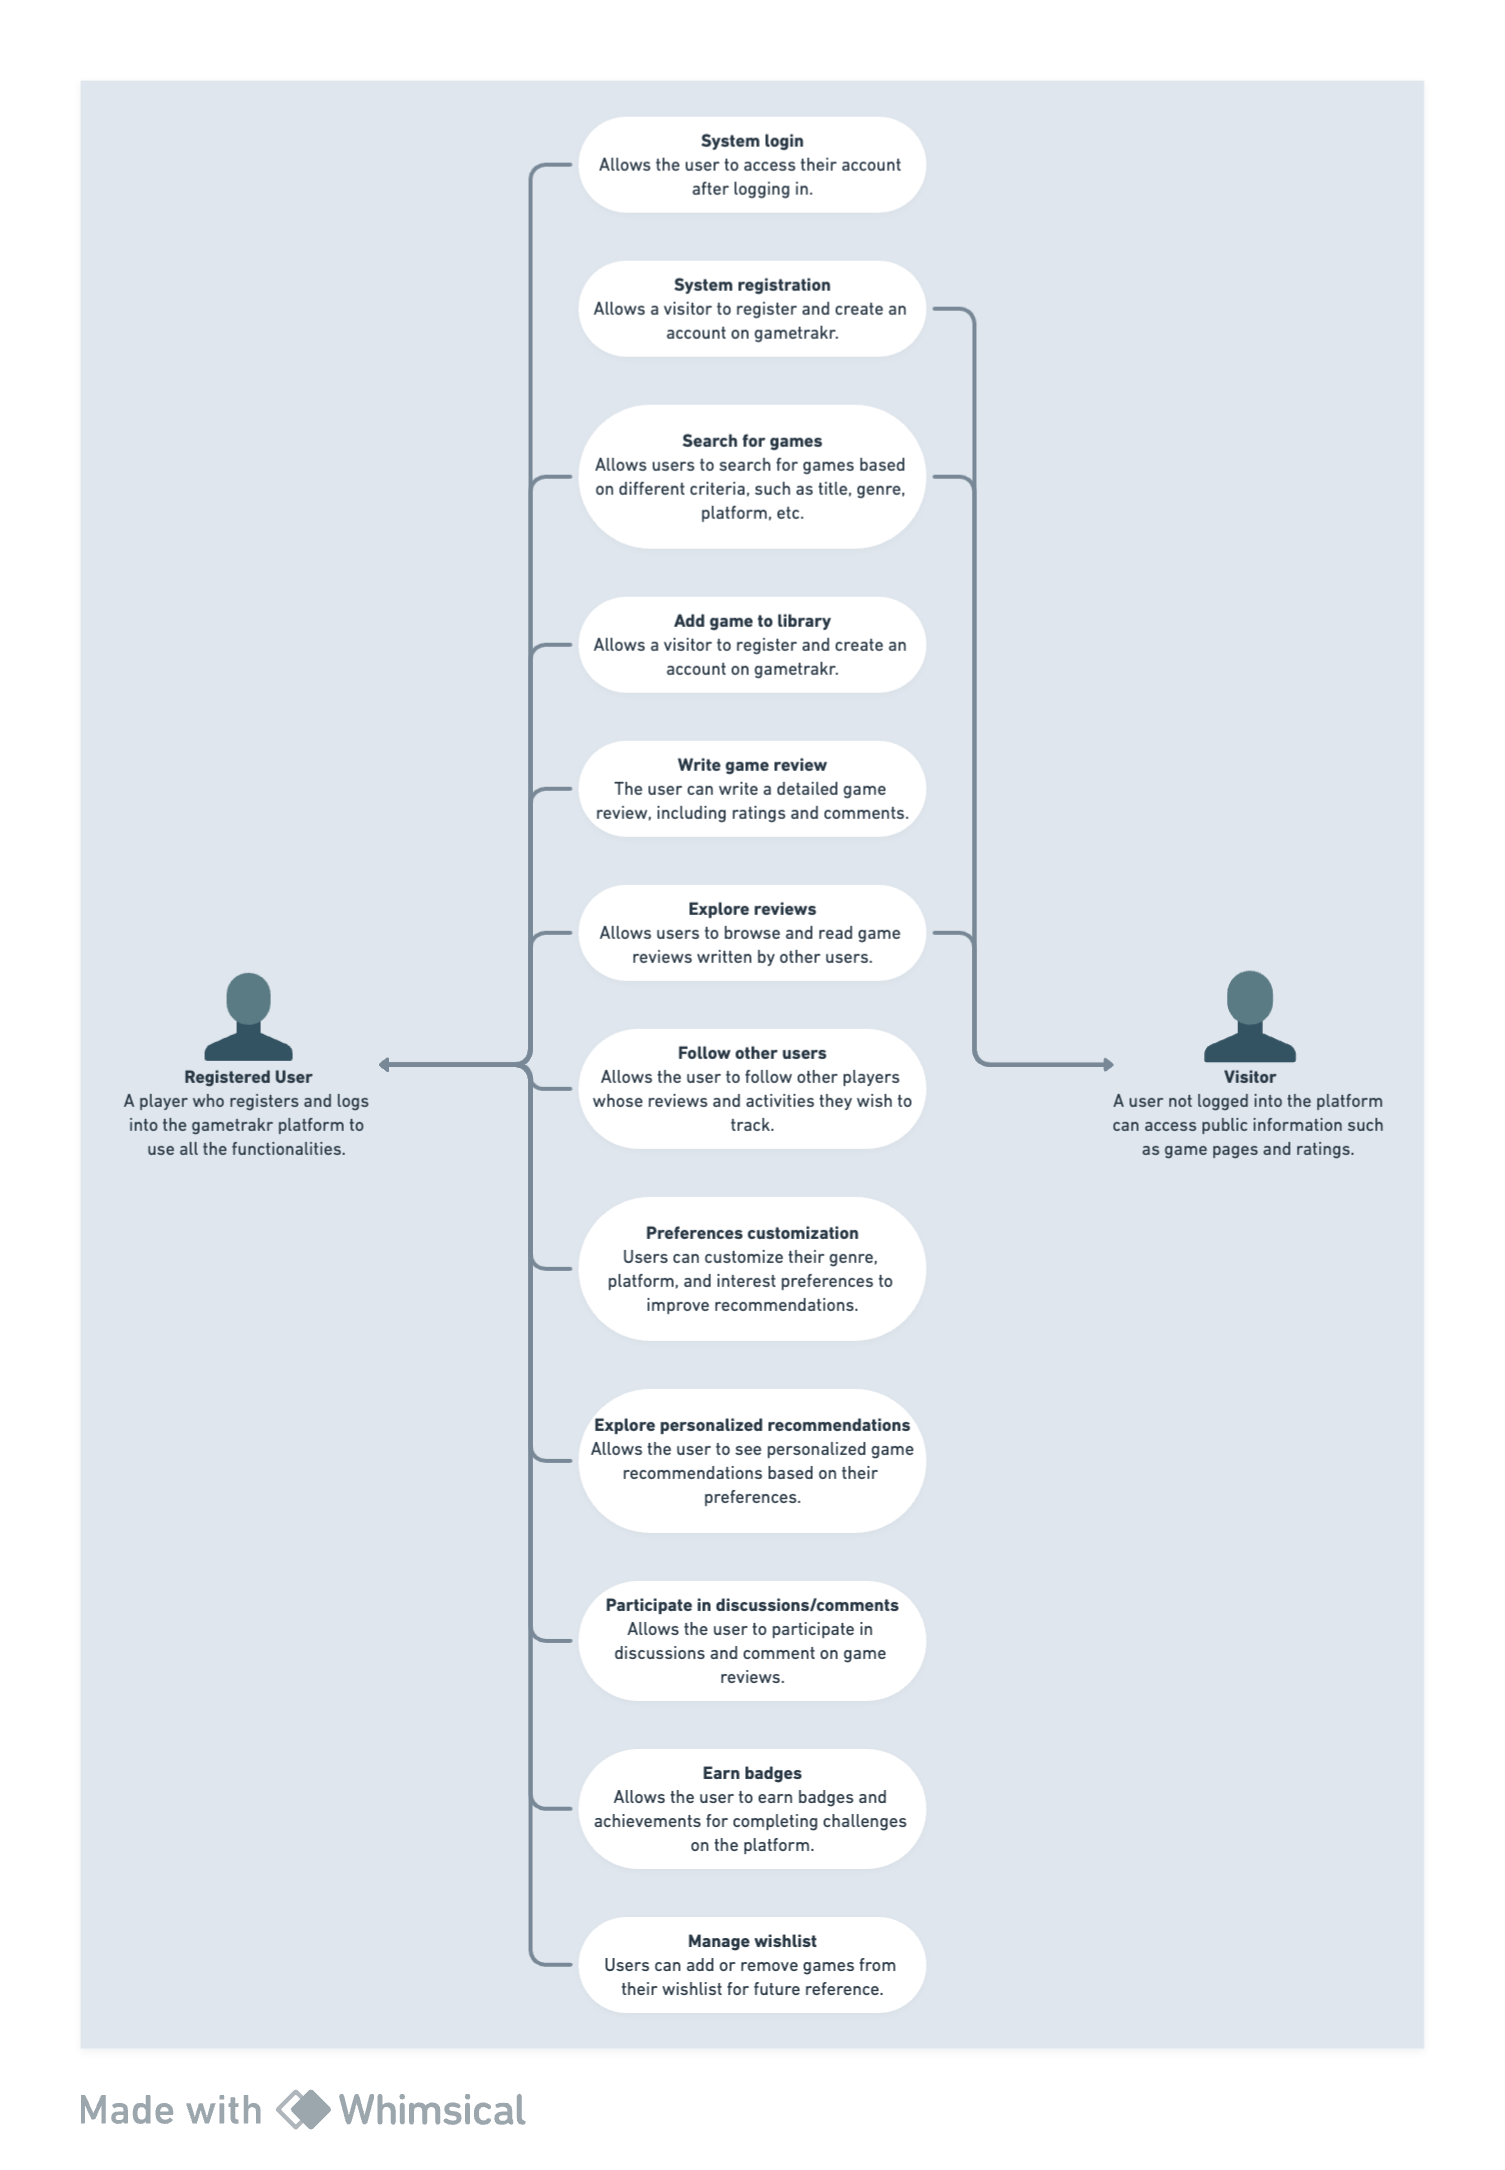 System login
Allows the user to access their account
after logging in.
System registration
Allows a visitor to register and create an
account on gametrakr.
Search for games
Allows users to search for games based
on different criteria, such as title, genre,
platform, etc.
Add game to library
Allows a visitor to register and create an
account on gametrakr.
Write game review
The user can write a detailed game
review, including ratings and comments.
Explore reviews
Allows users to browse and read game
reviews written by other users.
Registered User
A player who registers and logs
into the gametrakr platform to
use all the functionalities.
Follow other users
Allows the user to follow other players
whose reviews and activities they wish to
track.
Visitor
A user not logged into the platform
can access public information such
as game pages and ratings.
Preferences customization
Users can customize their genre,
platform, and interest preferences to
improve recommendations.
Explore personalized recommendations
Allows the user to see personalized game
recommendations based on their
preferences.
Participate in discussions/comments
Allows the user to participate in
discussions and comment on game
reviews.
Earn badges
Allows the user to earn badges and
achievements for completing challenges
on the platform.
Manage wishlist
Users can add or remove games from
their wishlist for future reference.
Made with Whimsical